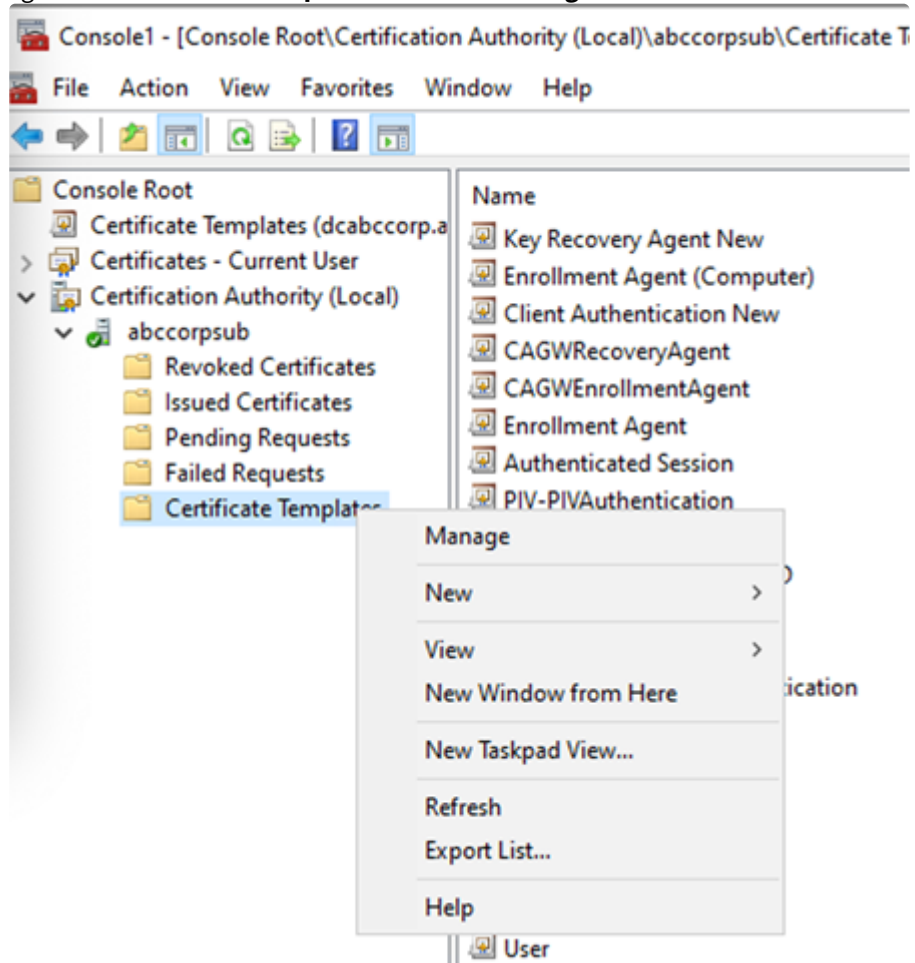 Console1 - [Console Root\Certification Authority (Local)\abccorpsub\Certificate T
File Action View Favorites Window Help
Console Root
Certificate Templates (dcabccorp.a
Certificates - Current User
Certification Authority (Local)
abccorpsub
Revoked Certificates
Issued Certificates
Pending Requests
Failed Requests
Certificate Templates
Name
Key Recovery Agent New
Enrollment Agent (Computer)
Client Authentication New
CAGWRecoveryAgent
CAGWEnrollmentAgent
Enrollment Agent
Authenticated Session
PIV-PIVAuthentication
Manage
New
View
New Window from Here
ication
New Taskpad View...
Refresh
Export List...
Help
User